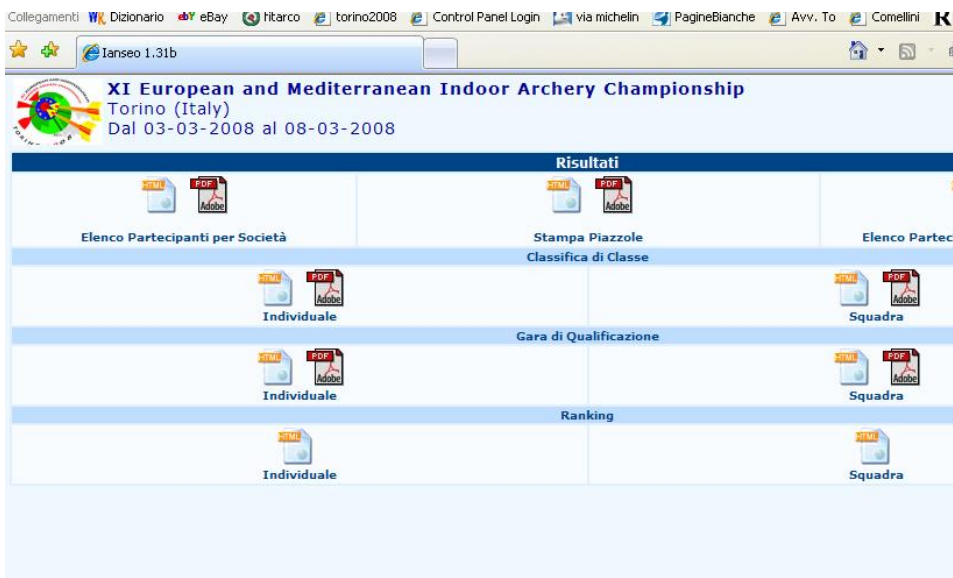 Collegamenti Dizionario eBay fitarco torino2008 Control Panel Login via michelin PagineBianche Avv. To Comellini R
Ianseo 1.31b
XI European and Mediterranean Indoor Archery Championship
Torino (Italy)
Dal 03-03-2008 al 08-03-2008
Risultati
HTML PDF Adobe HTML PDF Adobe
Elenco Partecipanti per Società Stampa Piazzole Elenco Partec
Classifica di Classe
HTML PDF Adobe HTML PDF Adobe
Individuale Squadra
Gara di Qualificazione
HTML PDF Adobe HTML PDF Adobe
Individuale Squadra
Ranking
HTML HTML
Individuale Squadra